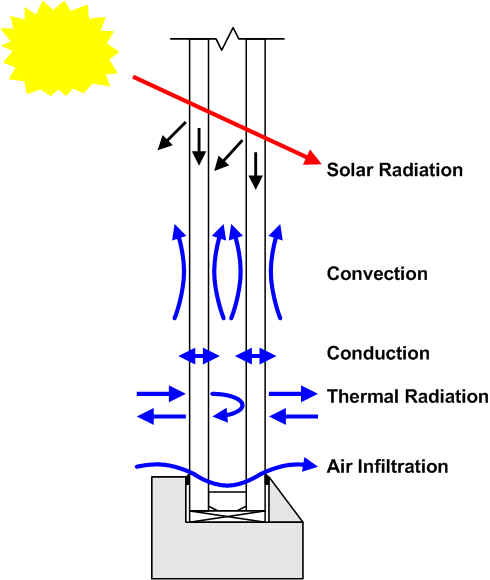 Solar Radiation
Convection
Conduction
Thermal Radiation
Air Infiltration